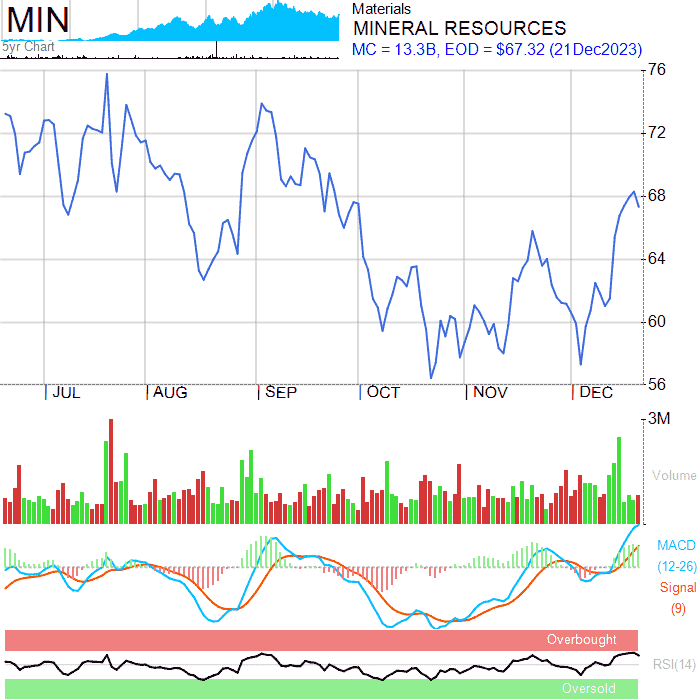 MIN
5yr Chart
Materials
MINERAL RESOURCES
MC = 13.3B, EOD = $67.32 (21Dec2023)
76
72
68
64
60
56
JUL AUG SEP OCT NOV DEC
3M
Volume
MACD
(12-26)
Signal
(9)
Overbought
RSI(14)
Oversold